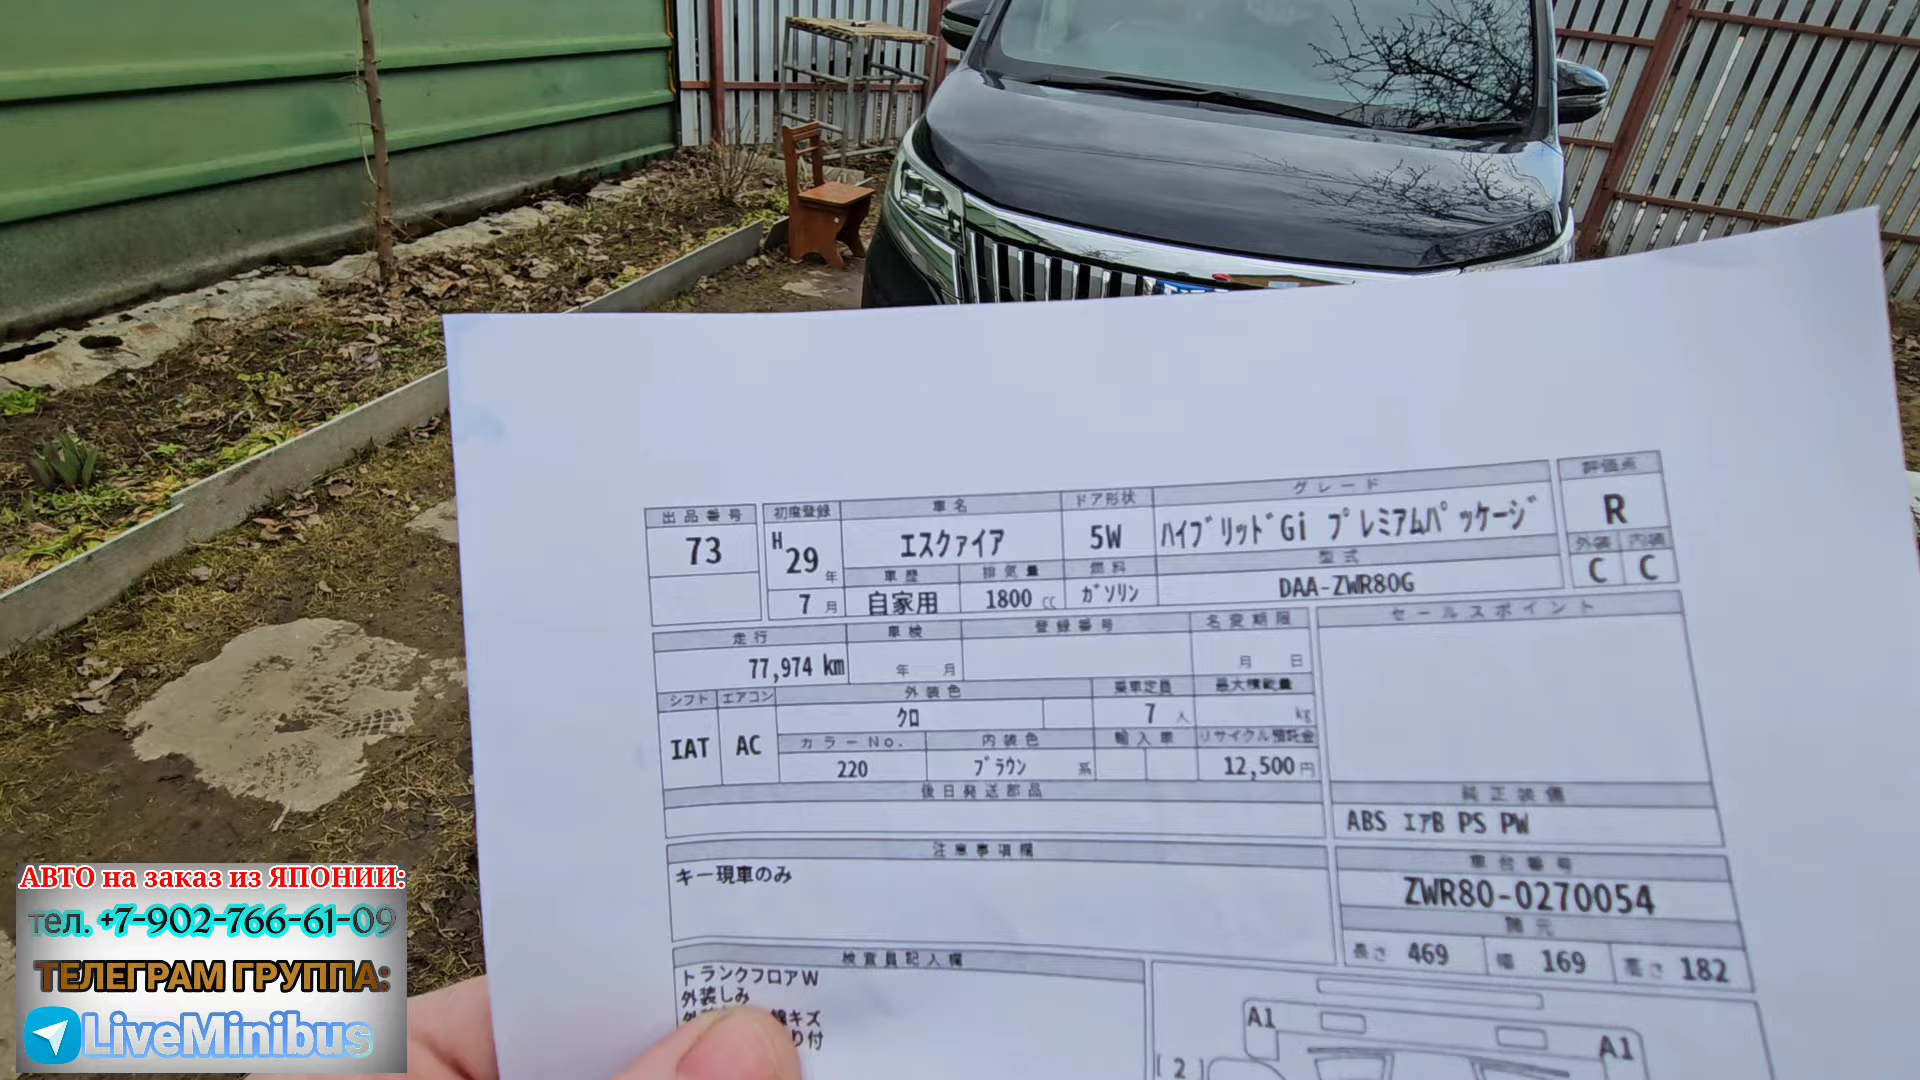 出品番号
73
初度登録
H
29年
7月
車名
エスクァイア
ドア形状
5W
グレード
ﾊｲﾌﾞﾘｯﾄﾞGi ﾌﾟﾚﾐｱﾑﾊﾟｯｹｰｼﾞ
評価点
R
外装 内装
C C
車歴
自家用
排気量
1800 cc
燃料
ｶﾞｿﾘﾝ
型式
DAA-ZWR80G
走行
77,974 km
車検
年 月
登録番号
名変期限
月 日
セールスポイント
シフト
IAT
エアコン
AC
外装色
ｸﾛ
乗車定員
7人
最大積載量
kg
カラーNo.
220
内装色
ﾌﾞﾗｳﾝ 系
輸入車
リサイクル預託金
12,500円
後日発送部品
純正装備
ABS ｴｱB PS PW
注意事項欄
キー現車のみ
車台番号
ZWR80-0270054
諸元
長さ 469 幅 169 高さ 182
検査員記入欄
トランクフロアW
外装しみ
線キズ
り付
A1
A1
2
АВТО на заказ из ЯПОНИИ:
тел. +7-902-766-61-09
ТЕЛЕГРАМ ГРУППА:
LiveMinibus